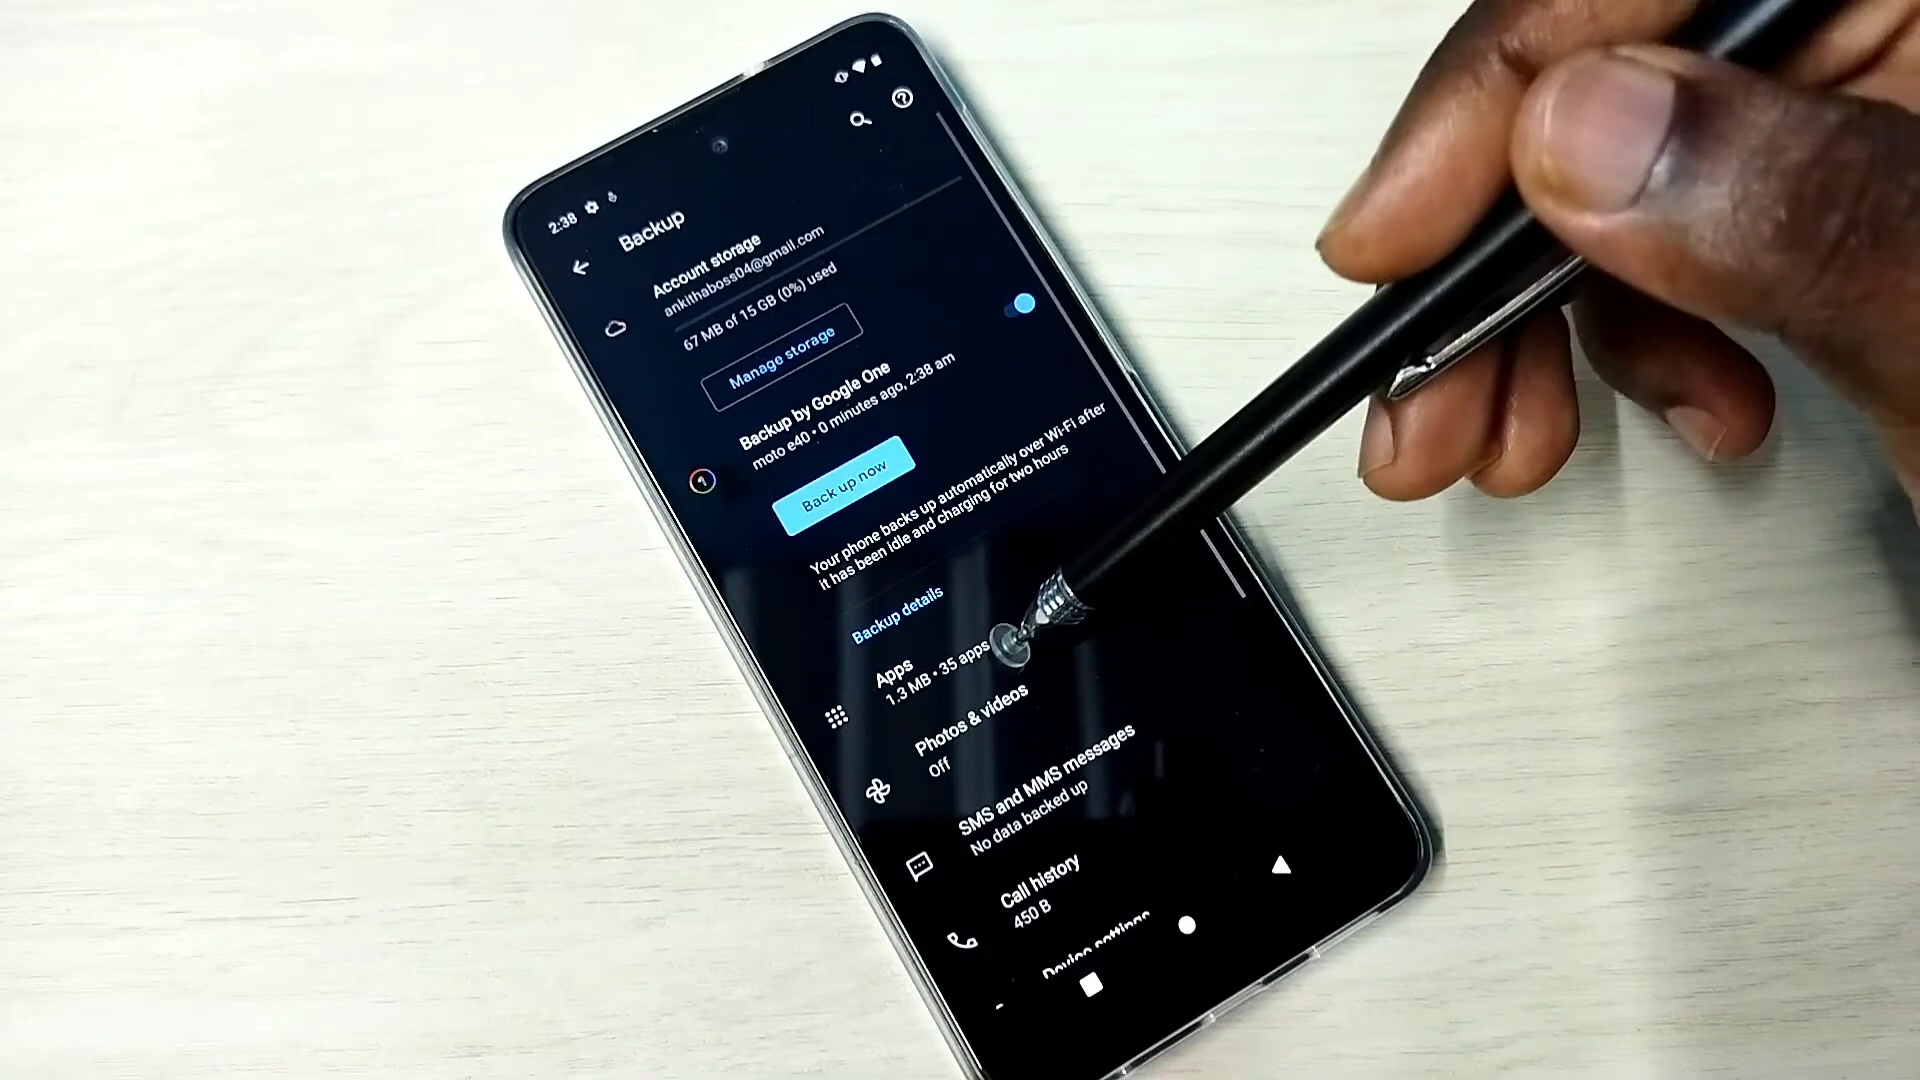 2:38
Backup
Account storage
ankithaboss04@gmail.com
67 MB of 15 GB (0%) used
Manage storage
Backup by Google One
moto e40 • 0 minutes ago, 2:38 am
Back up now
Your phone backs up automatically over Wi-Fi after
it has been idle and charging for two hours
Backup details
Apps
1.3 MB • 35 apps
Photos & videos
Off
SMS and MMS messages
No data backed up
Call history
450 B
Device settings